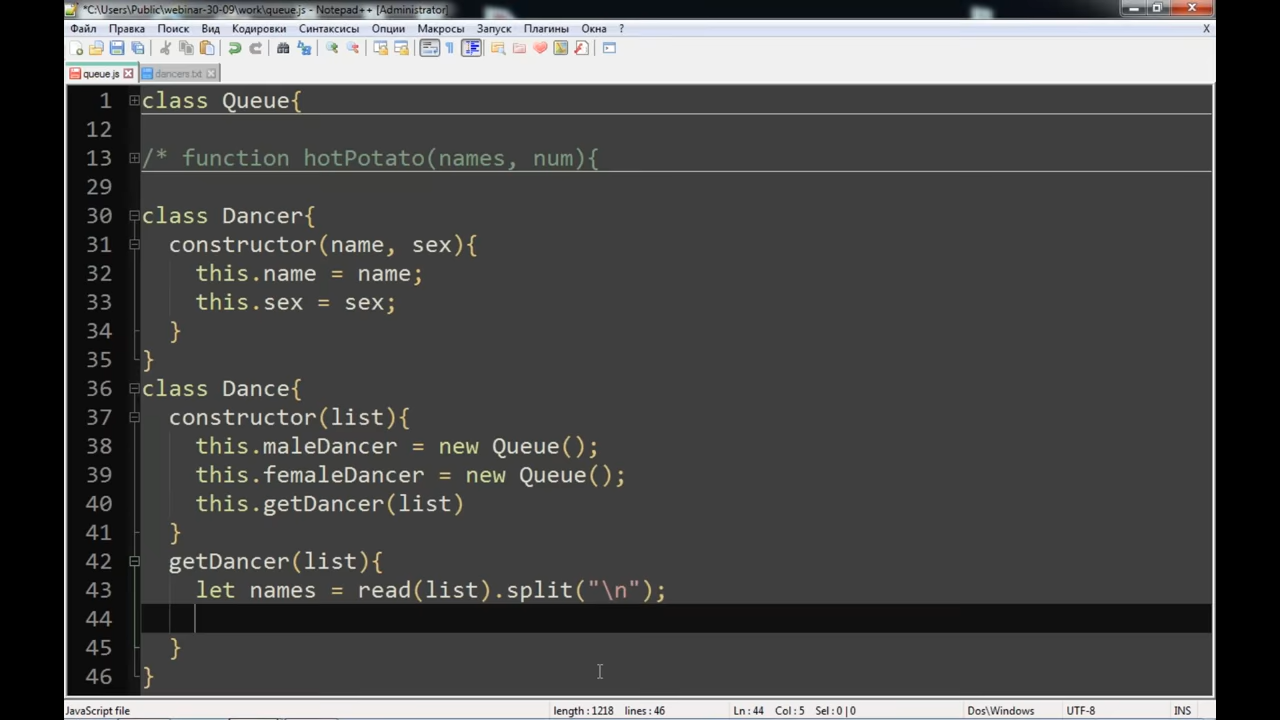 *C:\Users\Public\webinar-30-09\work\queue.js - Notepad++ [Administrator]
Файл Правка Поиск Вид Кодировки Синтаксисы Опции Макросы Запуск Плагины Окна ? X
queue.js dancers.txt
1 class Queue{
12
13 /* function hotPotato(names, num){
29
30 class Dancer{
31 constructor(name, sex){
32 this.name = name;
33 this.sex = sex;
34 }
35 }
36 class Dance{
37 constructor(list){
38 this.maleDancer = new Queue();
39 this.femaleDancer = new Queue();
40 this.getDancer(list)
41 }
42 getDancer(list){
43 let names = read(list).split("\n");
44
45 }
46 }
JavaScript file length : 1218 lines : 46 Ln : 44 Col : 5 Sel : 0 | 0 Dos\Windows UTF-8 INS